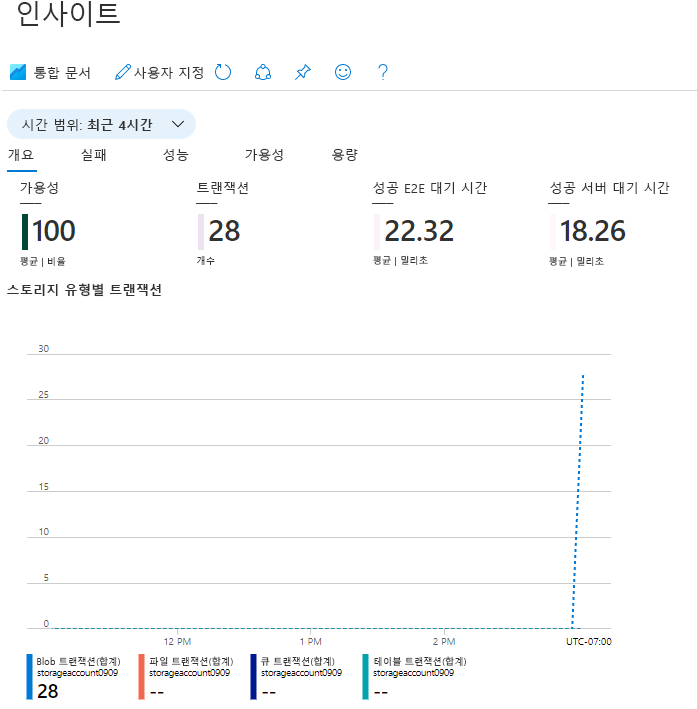 인사이트
통합 문서 사용자 지정
시간 범위: 최근 4시간
개요 실패 성능 가용성 용량
가용성 트랜잭션 성공 E2E 대기 시간 성공 서버 대기 시간
100 28 22.32 18.26
평균 | 비율 개수 평균 | 밀리초 평균 | 밀리초
스토리지 유형별 트랜잭션
30
25
20
15
10
5
0
12 PM 1 PM 2 PM UTC-07:00
Blob 트랜잭션(합계) 파일 트랜잭션(합계) 큐 트랜잭션(합계) 테이블 트랜잭션(합계)
storageaccount0909 storageaccount0909 storageaccount0909 storageaccount0909
28 -- -- --